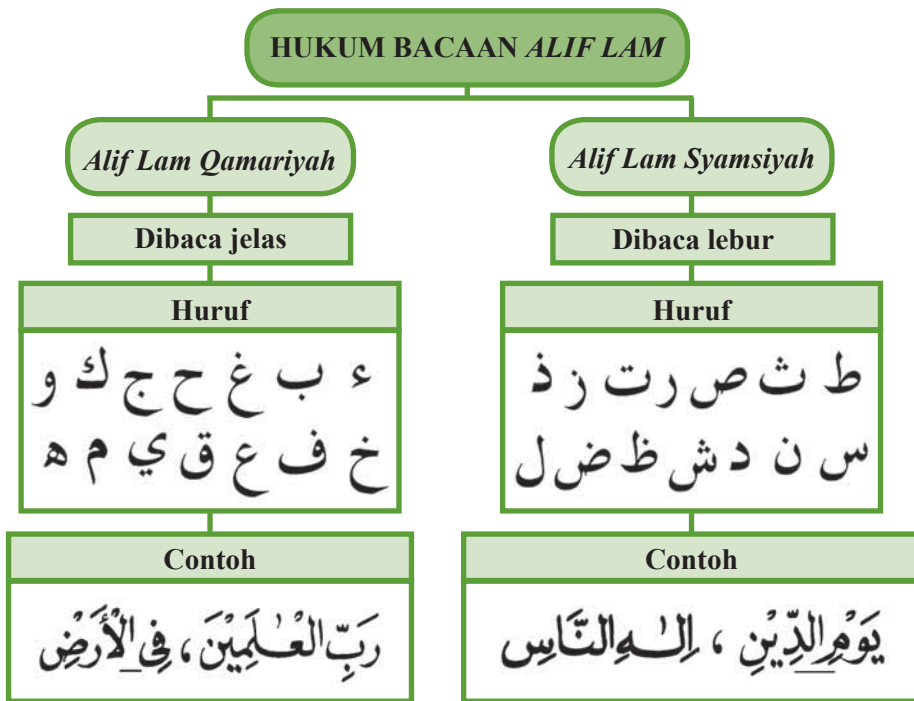 HUKUM BACAAN ALIF LAM
Alif Lam Qamariyah
Dibaca jelas
Huruf
ء ب غ ح ج ك و
خ ف ع ق ي م ه
Contoh
رَبِّ الْعٰلَمِيْنَ ، فِى الْأَرْضِ
Alif Lam Syamsiyah
Dibaca lebur
Huruf
ط ث ص ر ت ز ذ
س ن د ش ظ ض ل
Contoh
يَوْمِ الدِّيْنِ ، اِلٰهِ النَّاسِ